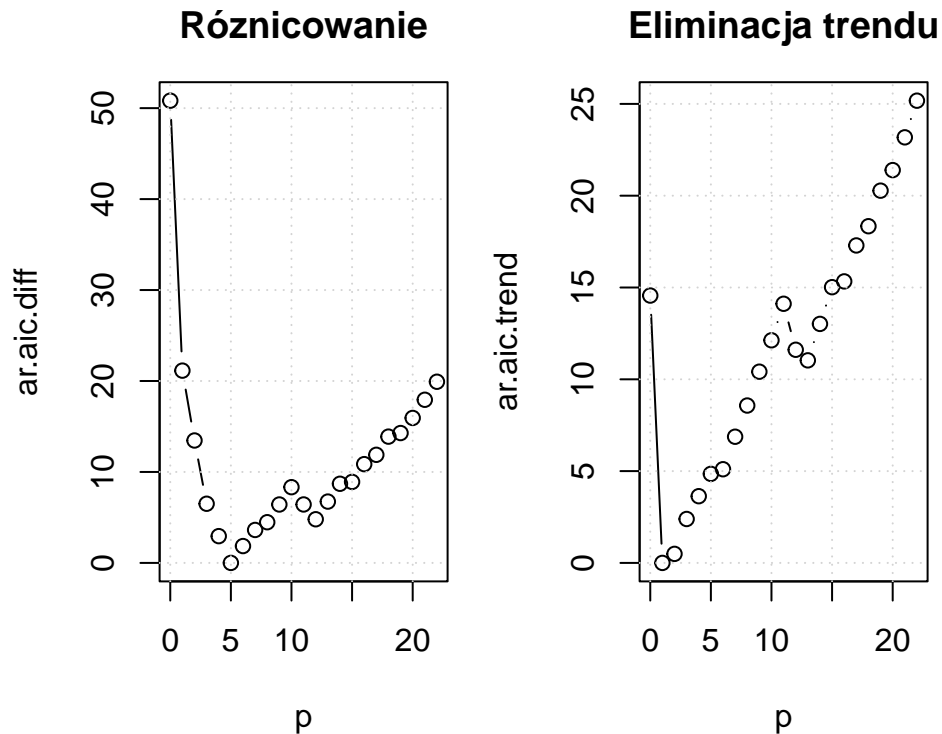 Róznicowanie
ar.aic.diff
0 10 20 30 40 50
0 5 10 20
p
Eliminacja trendu
ar.aic.trend
0 5 10 15 20 25
0 5 10 20
p